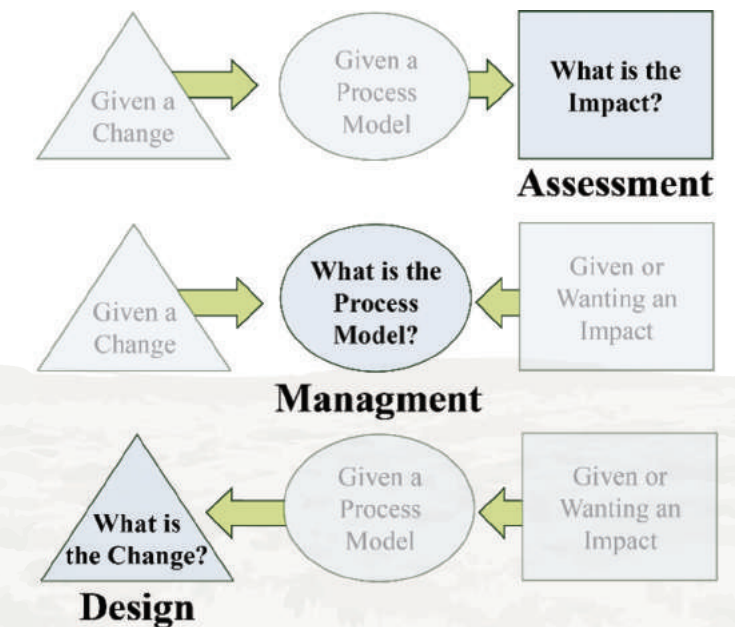 Given a
Change
Given a
Process
Model
What is the
Impact?
Assessment
Given a
Change
What is the
Process
Model?
Given or
Wanting an
Impact
Managment
What is
the Change?
Given a
Process
Model
Given or
Wanting an
Impact
Design